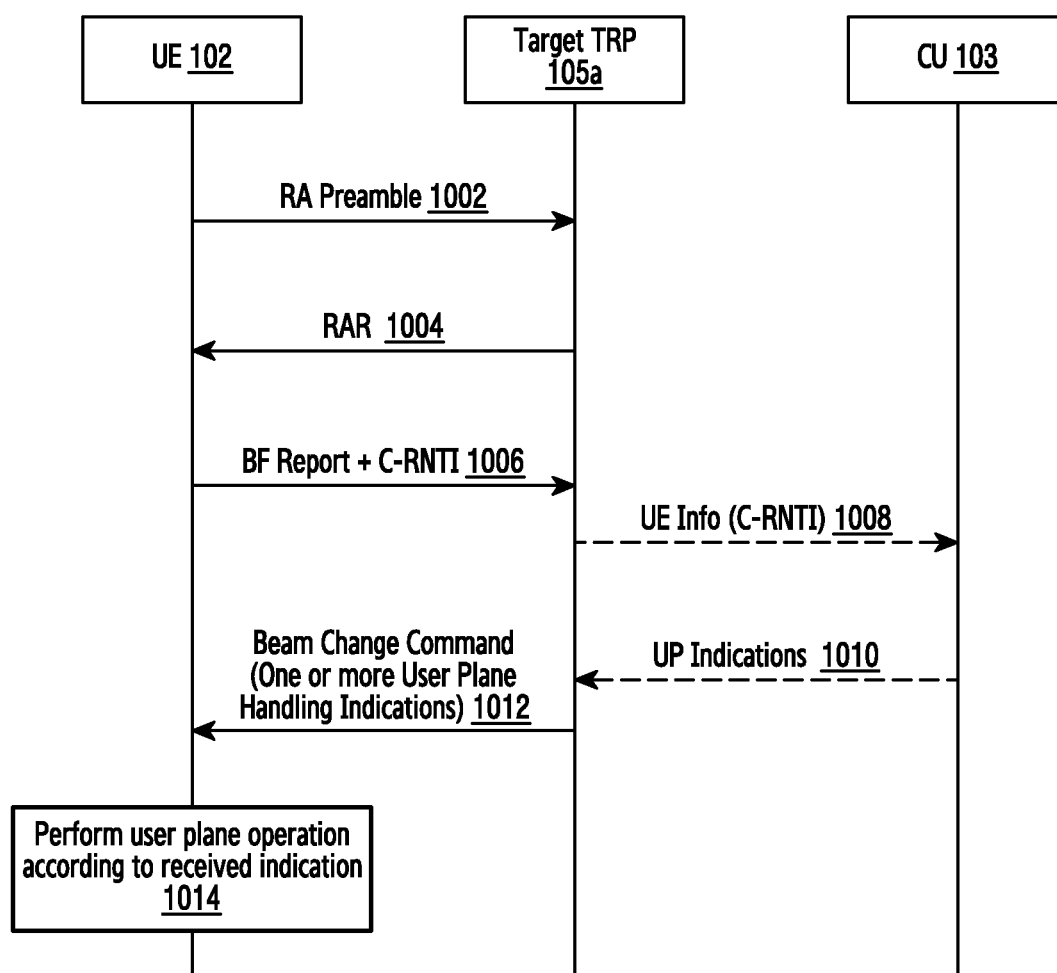 UE 102
Target TRP
105a
CU 103
RA Preamble 1002
RAR 1004
BF Report + C-RNTI 1006
UE Info (C-RNTI) 1008
UP Indications 1010
Beam Change Command
(One or more User Plane
Handling Indications) 1012
Perform user plane operation
according to received indication
1014